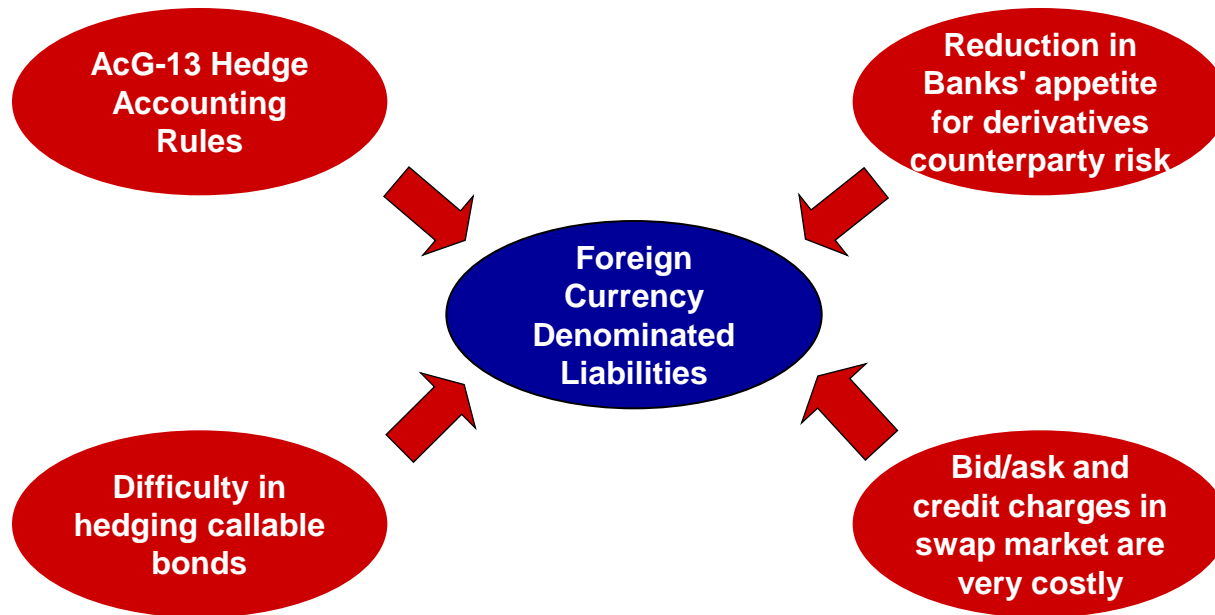 AcG-13 Hedge
Accounting
Rules
Reduction in
Banks' appetite
for derivatives
counterparty risk
Foreign
Currency
Denominated
Liabilities
Difficulty in
hedging callable
bonds
Bid/ask and
credit charges in
swap market are
very costly